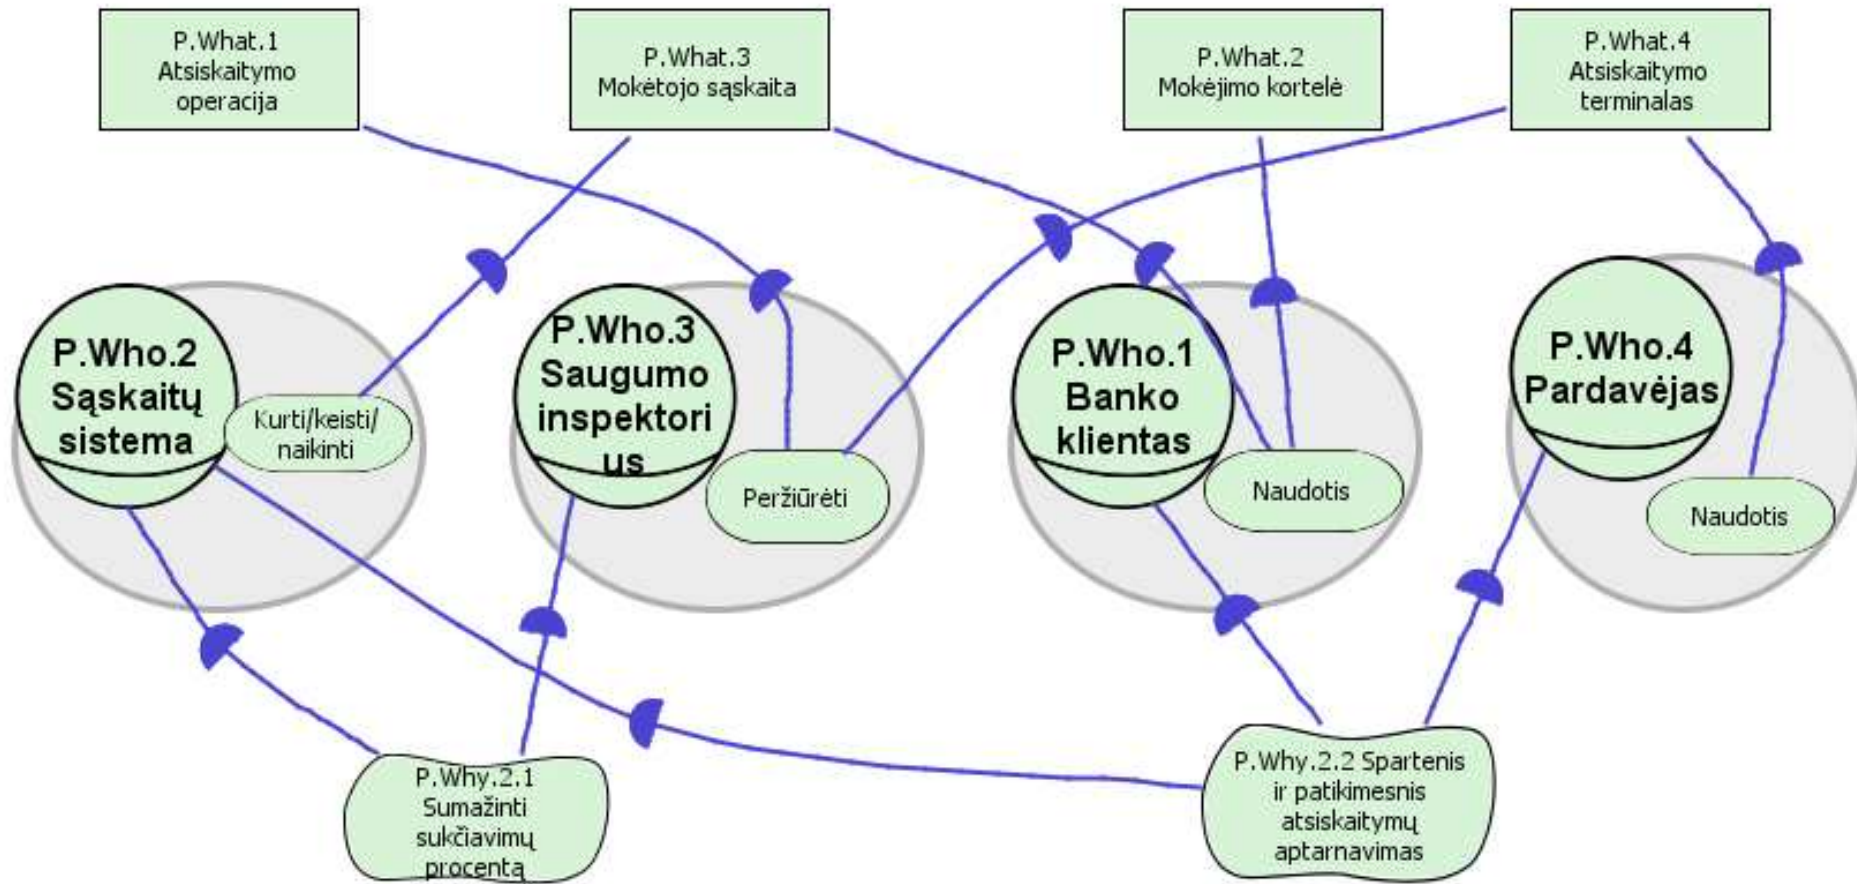 P.What.1
Atsiskaitymo
operacija
P.What.3
Mokėtojo sąskaita
P.What.2
Mokėjimo kortelė
P.What.4
Atsiskaitymo
terminalas
P.Who.2
Sąskaitų
sistema
Kurti/keisti/
naikinti
P.Who.3
Saugumo
inspektori
us
Peržiūrėti
P.Who.1
Banko
klientas
Naudotis
P.Who.4
Pardavėjas
Naudotis
P.Why.2.1
Sumažinti
sukčiavimų
procentą
P.Why.2.2 Spartenis
ir patikimesnis
atsiskaitymų
aptarnavimas